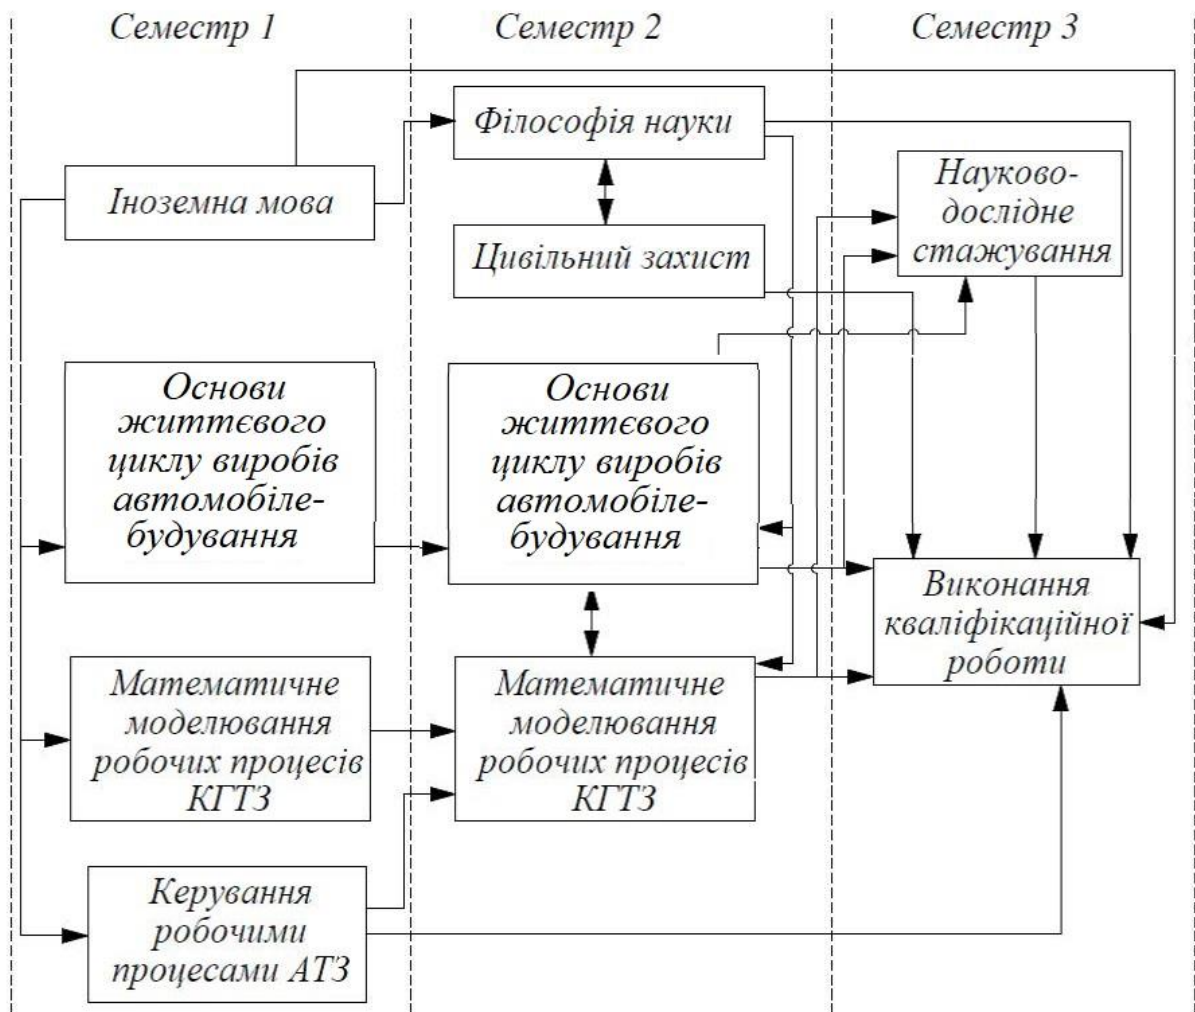 Семестр 1
Семестр 2
Семестр 3
Іноземна мова
Основи
життєвого
циклу виробів
автомобіле-
будування
Математичне
моделювання
робочих процесів
КГТЗ
Керування
робочими
процесами АТЗ
Філософія науки
Цивільний захист
Основи
життєвого
циклу виробів
автомобіле-
будування
Математичне
моделювання
робочих процесів
КГТЗ
Науково-
дослідне
стажування
Виконання
кваліфікаційної
роботи